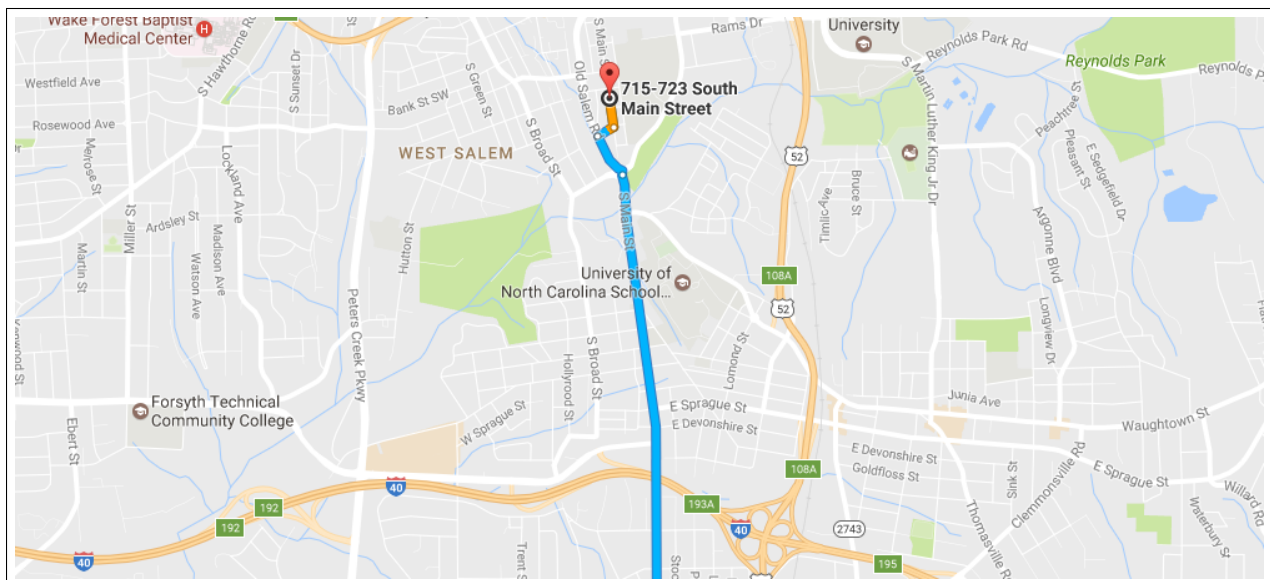 Wake Forest Baptist
Medical Center
H
S Hawthorne Rd
S Sunset Dr
S Green St
S Main S
Old Salem Rd
Rams Dr
University
Reynolds Park Rd
Reynolds Park
Reynolds Pa
S Martin Luther King Jr Dr
Westfield Ave
Rosewood Ave
Bank St SW
S Broad St
715-723 South
Main Street
WEST SALEM
52
Peachtree St
Pleasant St
E Sedgefield Dr
Melrose St
Miller St
Lockland Ave
Ardsley St
Madison Ave
Watson Ave
Martin St
Hutton St
Peters Creek Pkwy
S Main St
Timlic Ave
Bruce St
Argonne Blvd
University of
North Carolina School...
108A
52
Longview Dr
Lomond St
S Broad St
Hollyrood St
Forsyth Technical
Community College
Ebert St
W Sprague St
E Sprague St
E Devonshire St
Junia Ave
Waughtown St
E Devonshire St
Goldfloss St
Sink St
Clemmonsville Rd
E Sprague St
Willard Rd
Waterbury St
Thomasville Rd
108A
40
193A
40
2743
192
192
40
195
Trent S
Stoc